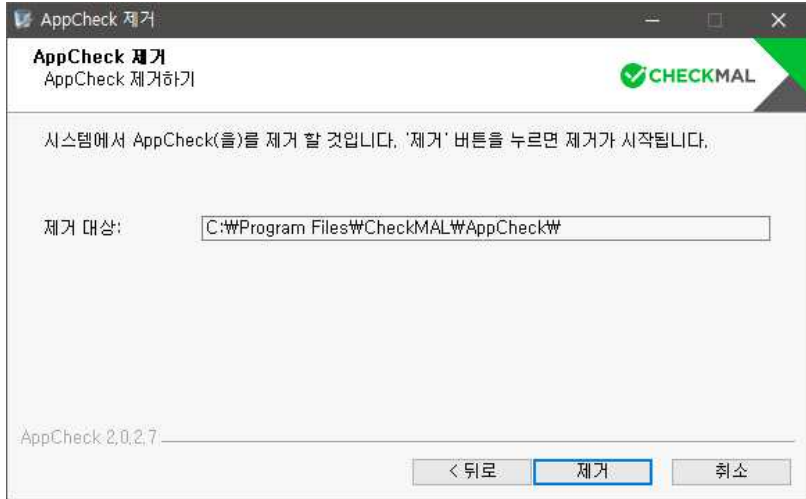 AppCheck 제거
AppCheck 제거
AppCheck 제거하기
CHECKMAL
시스템에서 AppCheck(을)를 제거 할 것입니다, '제거' 버튼을 누르면 제거가 시작됩니다,
제거 대상: C:₩Program Files₩CheckMAL₩AppCheck₩
AppCheck 2,0,2,7
< 뒤로 제거 취소